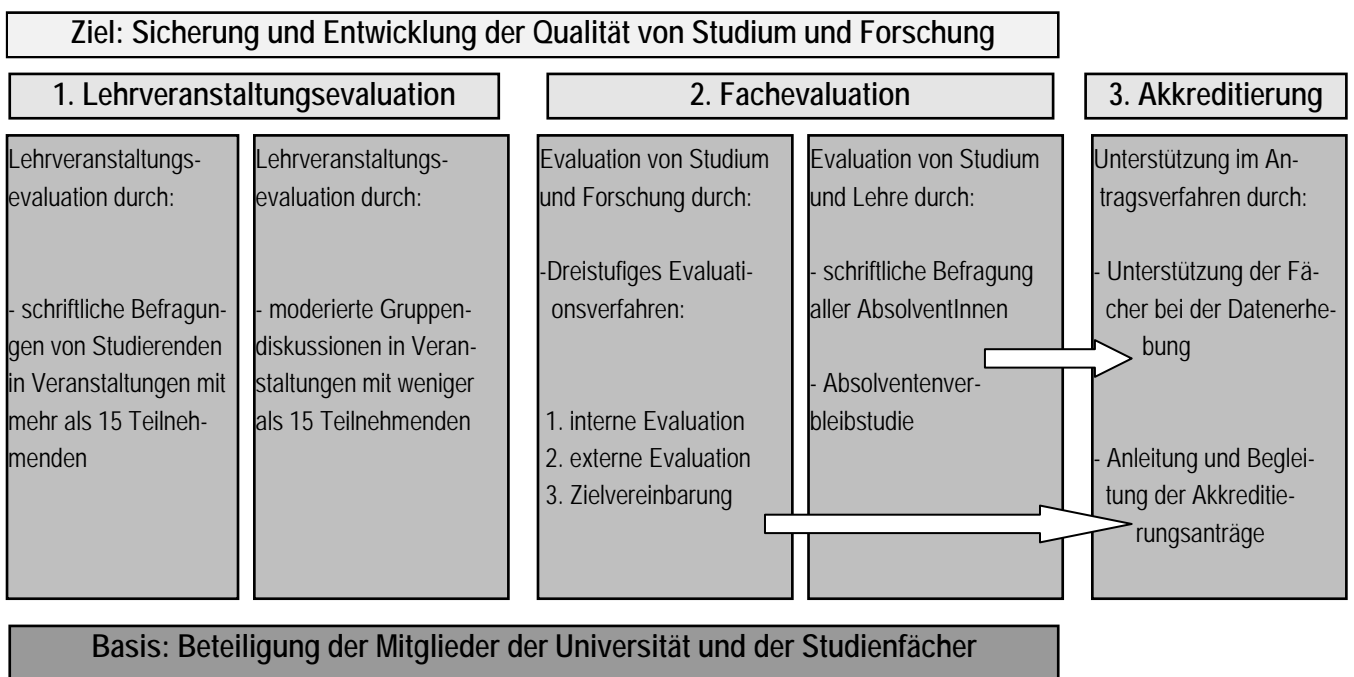 Ziel: Sicherung und Entwicklung der Qualität von Studium und Forschung
1. Lehrveranstaltungsevaluation
2. Fachevaluation
3. Akkreditierung
Lehrveranstaltungs-
evaluation durch:
- schriftliche Befragun-
gen von Studierenden
in Veranstaltungen mit
mehr als 15 Teilneh-
menden
Lehrveranstaltungs-
evaluation durch:
- moderierte Gruppen-
diskussionen in Veran-
staltungen mit weniger
als 15 Teilnehmenden
Evaluation von Studium
und Forschung durch:
-Dreistufiges Evaluati-
onsverfahren:
1. interne Evaluation
2. externe Evaluation
3. Zielvereinbarung
Evaluation von Studium
und Lehre durch:
- schriftliche Befragung
aller AbsolventInnen
- Absolventenver-
bleibstudie
Unterstützung im An-
tragsverfahren durch:
- Unterstützung der Fä-
cher bei der Datenerhe-
bung
- Anleitung und Beglei-
tung der Akkreditie-
rungsanträge
Basis: Beteiligung der Mitglieder der Universität und der Studienfächer